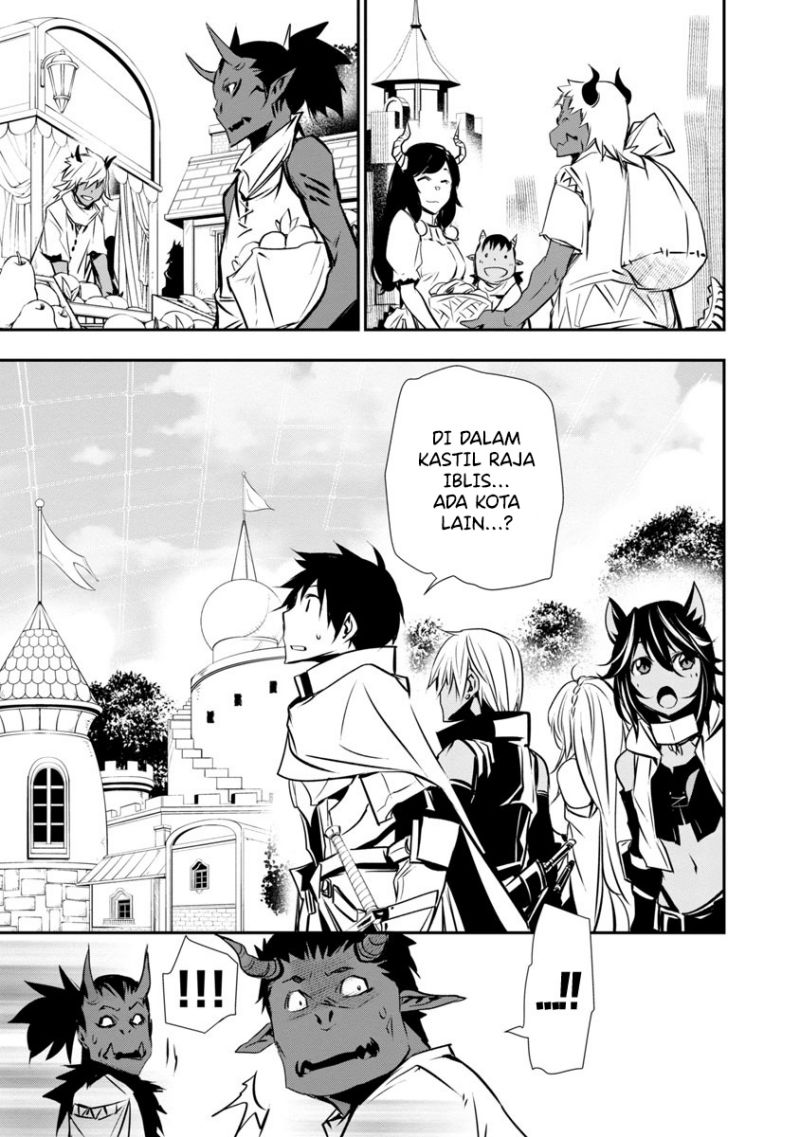 DI DALAM
KASTIL RAJA
IBLIS...
ADA KOTA
LAIN...?
......!!
!!!